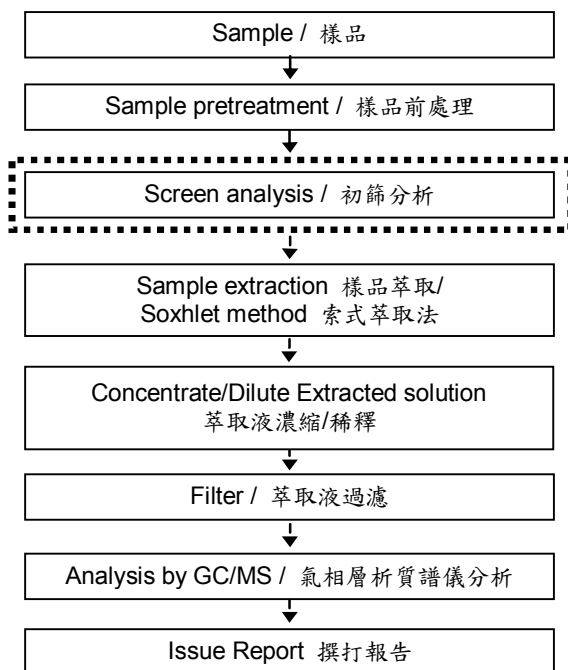 Sample / 樣品
Sample pretreatment / 樣品前處理
Screen analysis / 初篩分析
Sample extraction 樣品萃取/
Soxhlet method 索式萃取法
Concentrate/Dilute Extracted solution
萃取液濃縮/稀釋
Filter / 萃取液過濾
Analysis by GC/MS / 氣相層析質譜儀分析
Issue Report 撰打報告